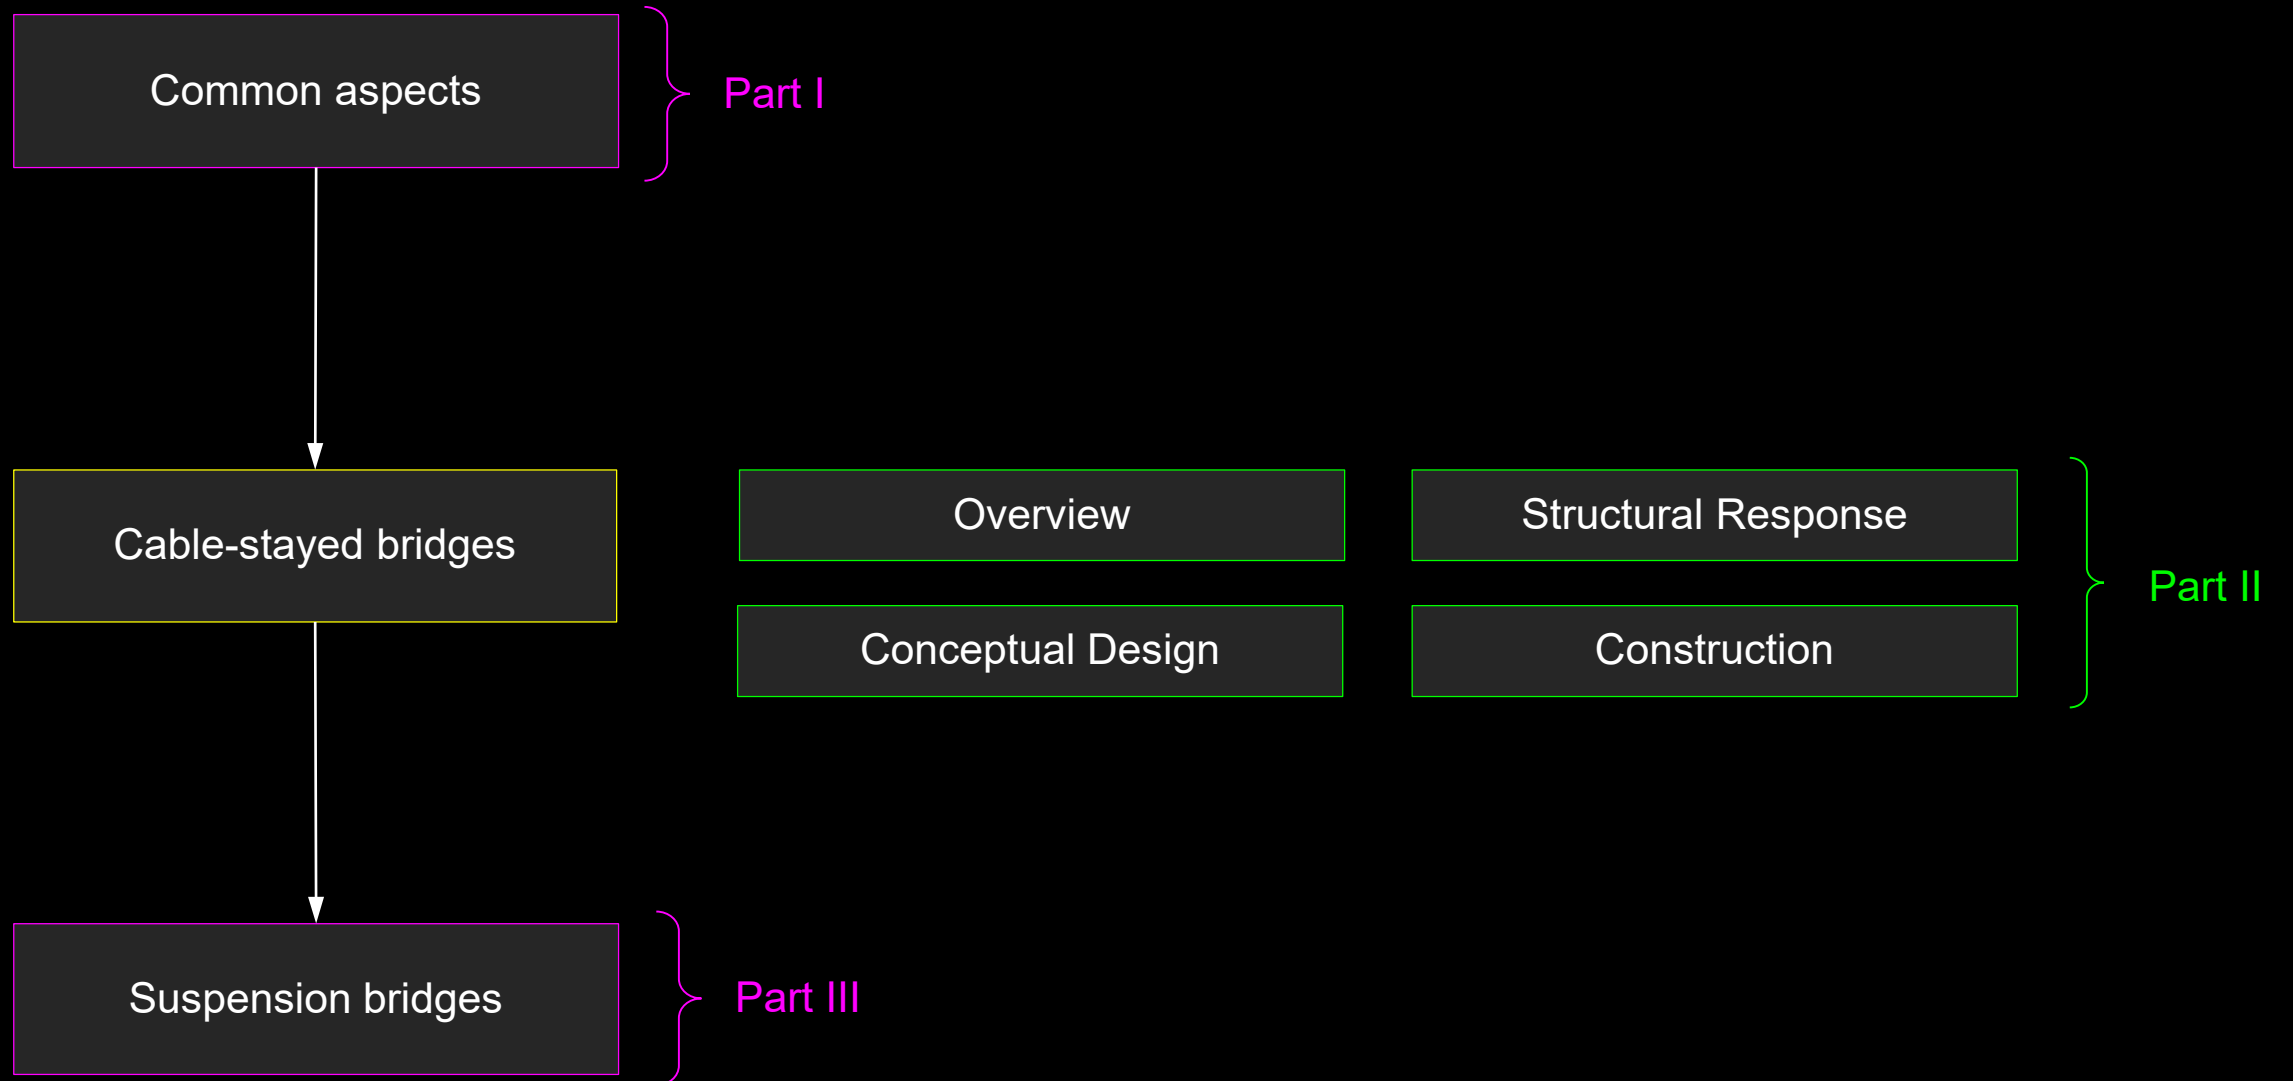 Common aspects
Part I
Cable-stayed bridges
Overview
Structural Response
Conceptual Design
Construction
Part II
Suspension bridges
Part III